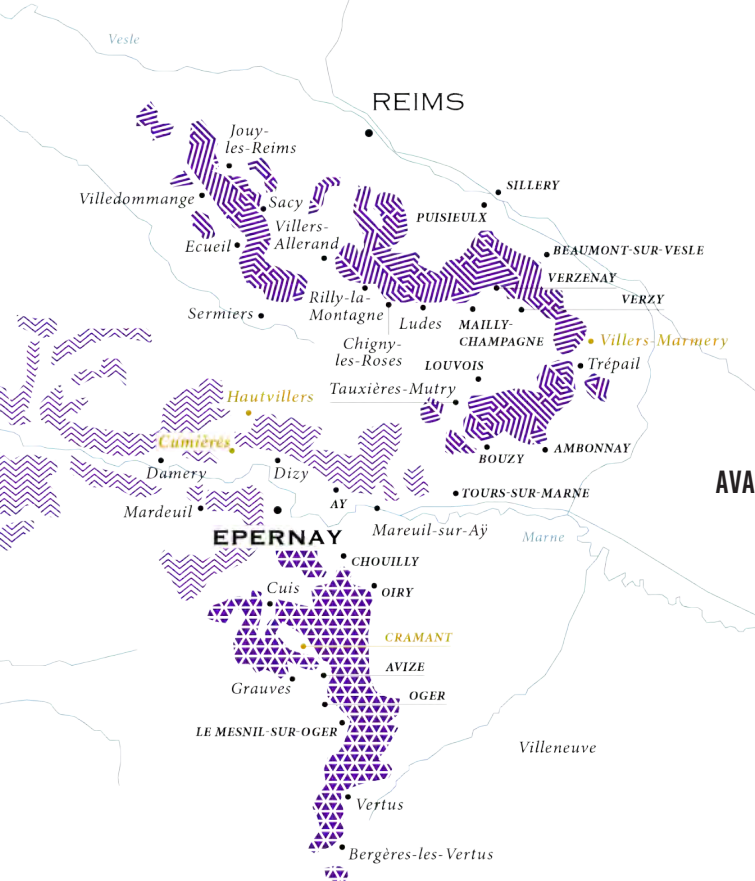 Vesle
REIMS
Jouy-
les-Reims
SILLERY
Villedommange
Sacy
PUISIEULX
Villers-
Allerand
Ecueil
BEAUMONT-SUR-VESLE
VERZENAY
Rilly-la-
Montagne
VERZY
Sermiers
Ludes
MAILLY-
CHAMPAGNE
Chigny-
les-Roses
Villers-Marmery
LOUVOIS
Trépail
Tauxières-Mutry
Hautvillers
Cumières
AMBONNAY
BOUZY
Damery
Dizy
AVA
TOURS-SUR-MARNE
AY
Mardeuil
Mareuil-sur-Aÿ
EPERNAY
Marne
CHOUILLY
Cuis
OIRY
CRAMANT
AVIZE
Grauves
OGER
LE MESNIL-SUR-OGER
Villeneuve
Vertus
Bergères-les-Vertus